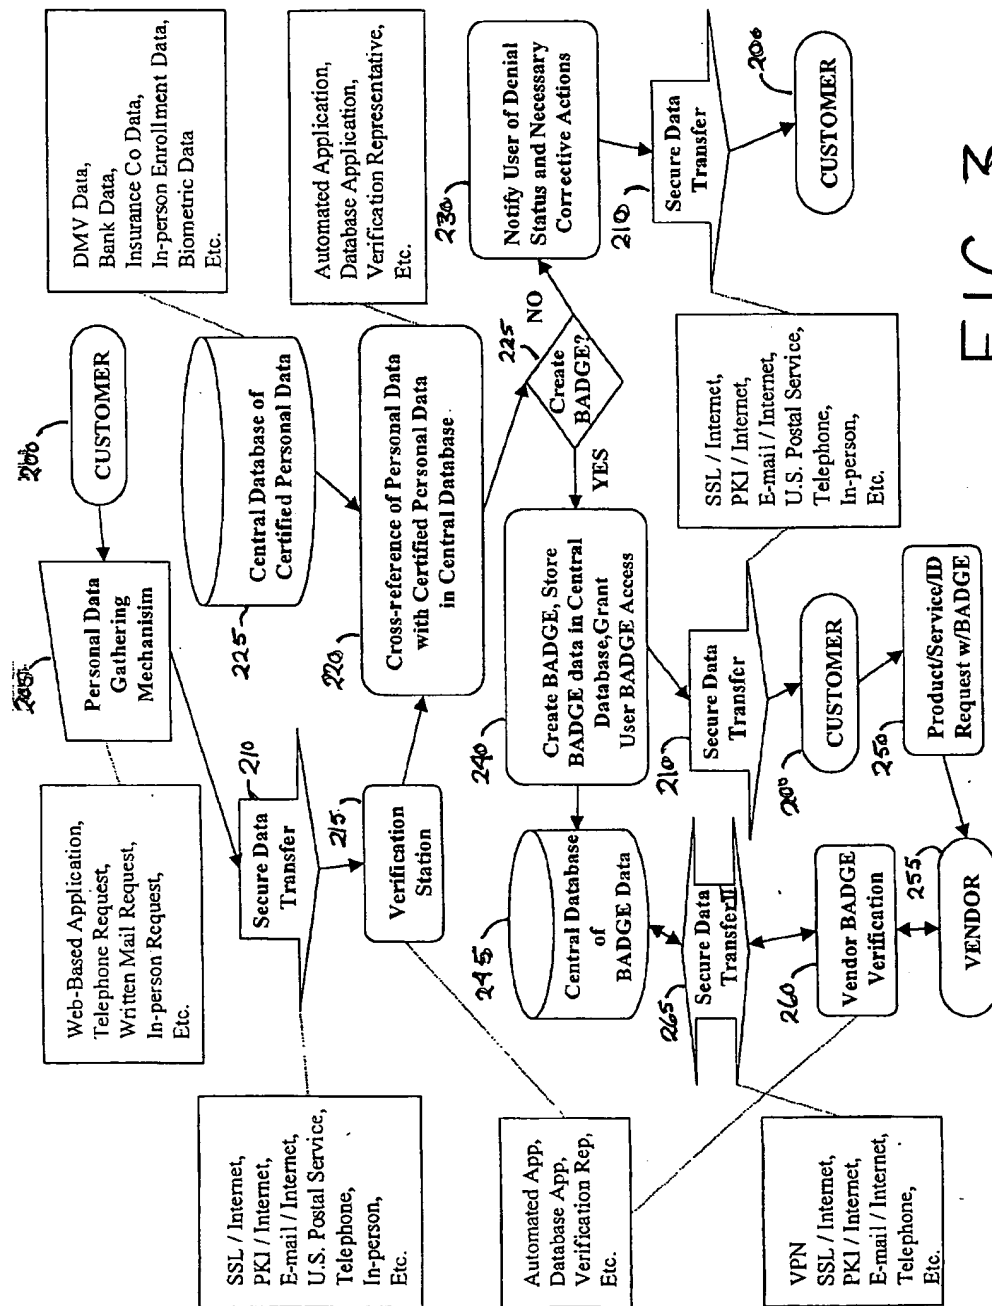 200
CUSTOMER
205
Personal Data
Gathering
Mechanisim
Web-Based Application,
Telephone Request,
Written Mail Request,
In-person Request,
Etc.
DMV Data,
Bank Data,
Insurance Co Data,
In-person Enrollment Data,
Biometric Data
Etc.
Central Database of
Certified Personal Data
225
Secure Data
Transfer
210
SSL / Internet,
PKI / Internet,
E-mail / Internet,
U.S. Postal Service,
Telephone,
In-person,
Etc.
215
Verification
Station
Automated Application,
Database Application,
Verification Representative,
Etc.
220
Cross-reference of Personal Data
with Certified Personal Data
in Central Database
225
Create
BADGE?
NO
YES
230
Notify User of Denial
Status and Necessary
Corrective Actions
210
Secure Data
Transfer
200
CUSTOMER
240
Create BADGE, Store
BADGE data in Central
Database,Grant
User BADGE Access
245
Central Database
of
BADGE Data
210
Secure Data
Transfer
SSL / Internet,
PKI / Internet,
E-mail / Internet,
U.S. Postal Service,
Telephone,
In-person,
Etc.
200
CUSTOMER
250
Product/Service/ID
Request w/BADGE
255
VENDOR
260
Vendor BADGE
Verification
265
Secure Data
TransferII
Automated App,
Database App,
Verification Rep,
Etc.
VPN
SSL / Internet,
PKI / Internet,
E-mail / Internet,
Telephone,
Etc.
FIG 3